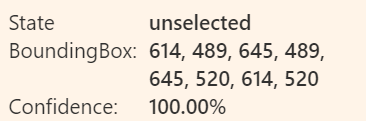 State unselected
BoundingBox: 614, 489, 645, 489,
645, 520, 614, 520
Confidence: 100.00%